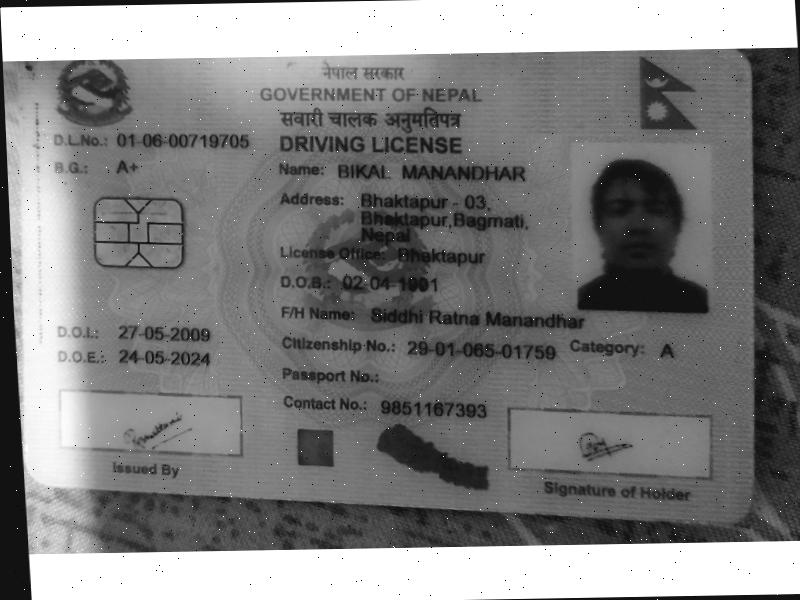 नेपाल सरकार
GOVERNMENT OF NEPAL
सवारी चालक अनुमतिपत्र
DRIVING LICENSE
D.L.No.: 01-06-00719705
B.G.: A+
Name: BIKAL MANANDHAR
Address: Bhaktapur - 03,
Bhaktapur,Bagmati,
Nepal
License Office: Bhaktapur
D.O.B.: 02-04-1991
F/H Name: Siddhi Ratna Manandhar
D.O.I.: 27-05-2009
D.O.E.: 24-05-2024
Citizenship No.: 29-01-065-01759
Category: A
Passport No.:
Contact No.: 9851167393
Issued By
Signature of Holder